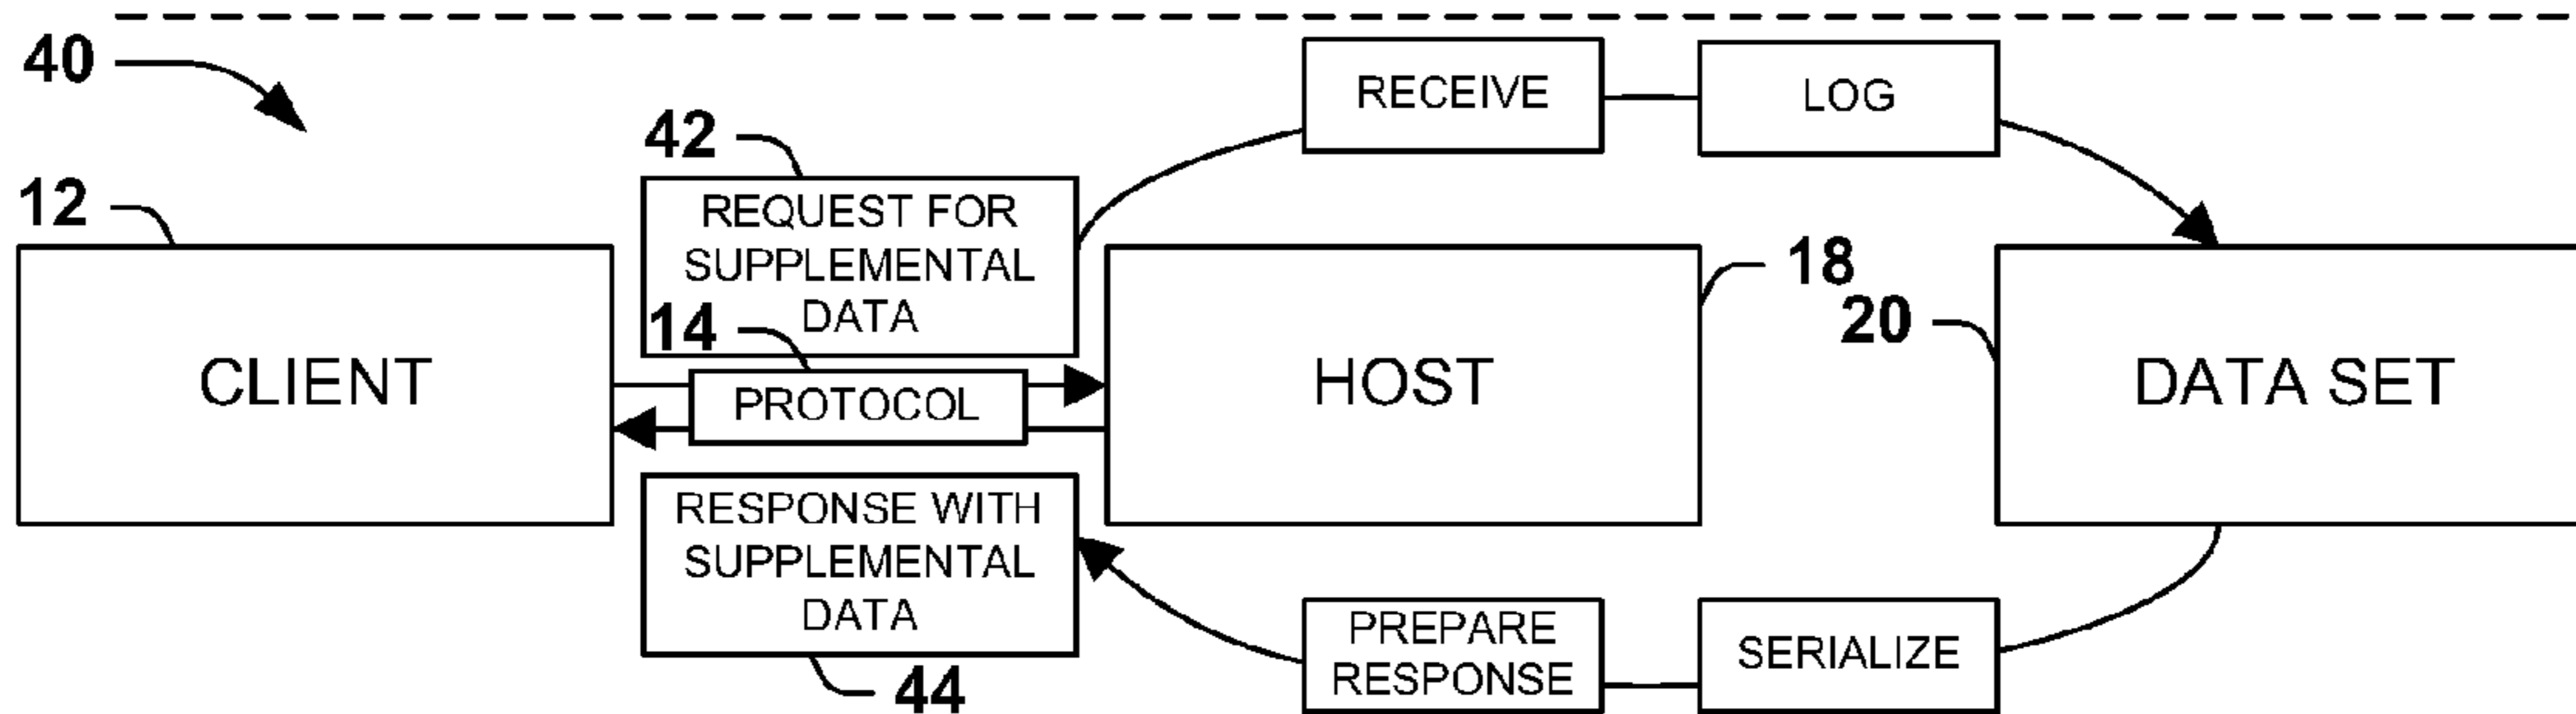 40
RECEIVE
LOG
42
12
REQUEST FOR
SUPPLEMENTAL
DATA
14
18
20
CLIENT
PROTOCOL
HOST
DATA SET
RESPONSE WITH
SUPPLEMENTAL
DATA
44
PREPARE
RESPONSE
SERIALIZE